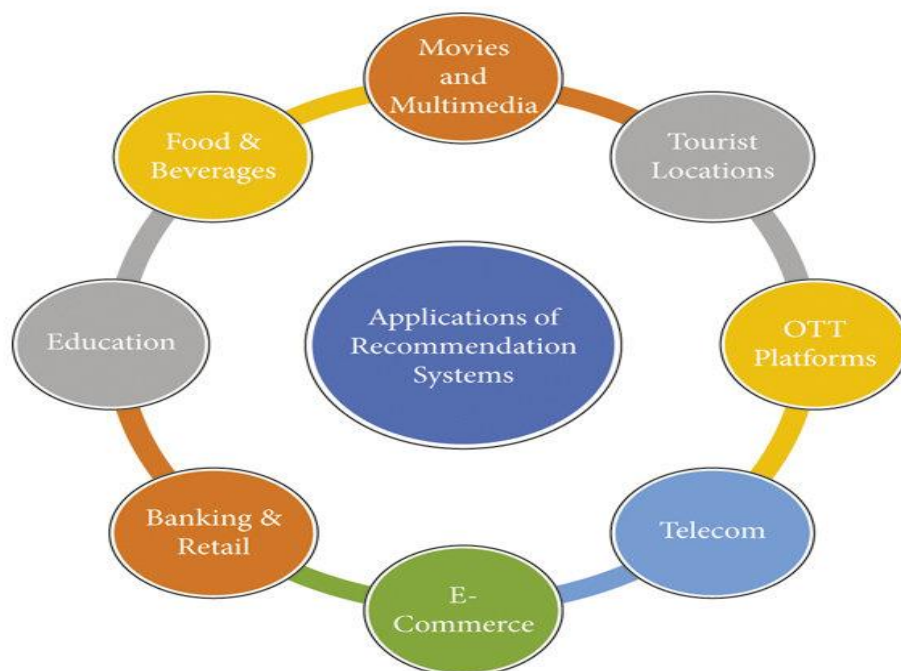 Movies
and
Multimedia
Tourist
Locations
OTT
Platforms
Telecom
E-
Commerce
Banking &
Retail
Education
Food &
Beverages
Applications of
Recommendation
Systems